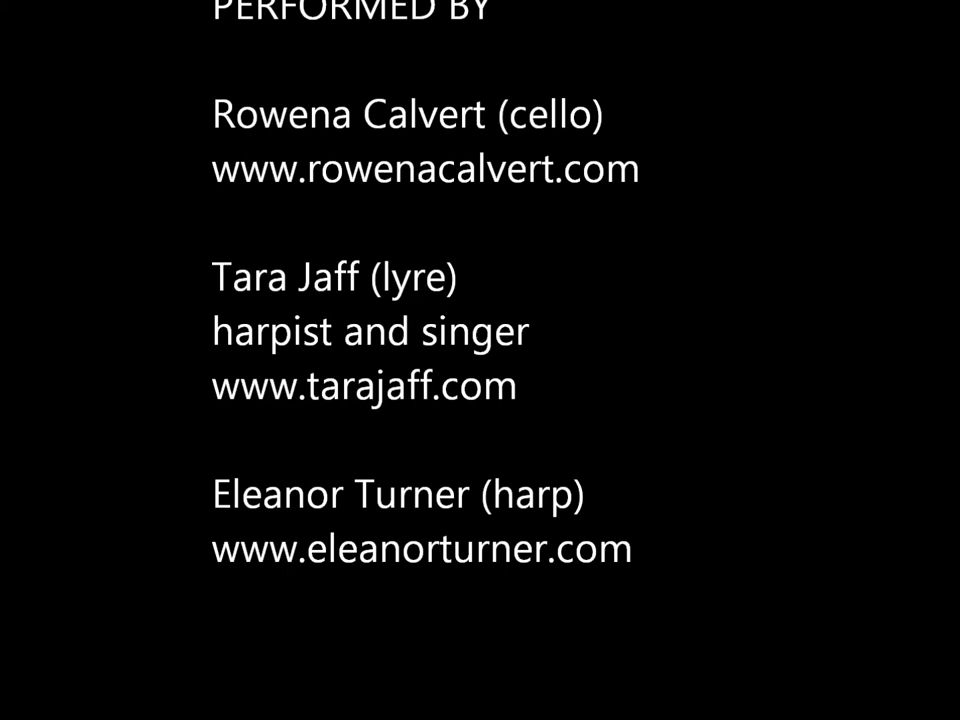 PERFORMED BY
Rowena Calvert (cello)
www.rowenacalvert.com
Tara Jaff (lyre)
harpist and singer
www.tarajaff.com
Eleanor Turner (harp)
www.eleanorturner.com